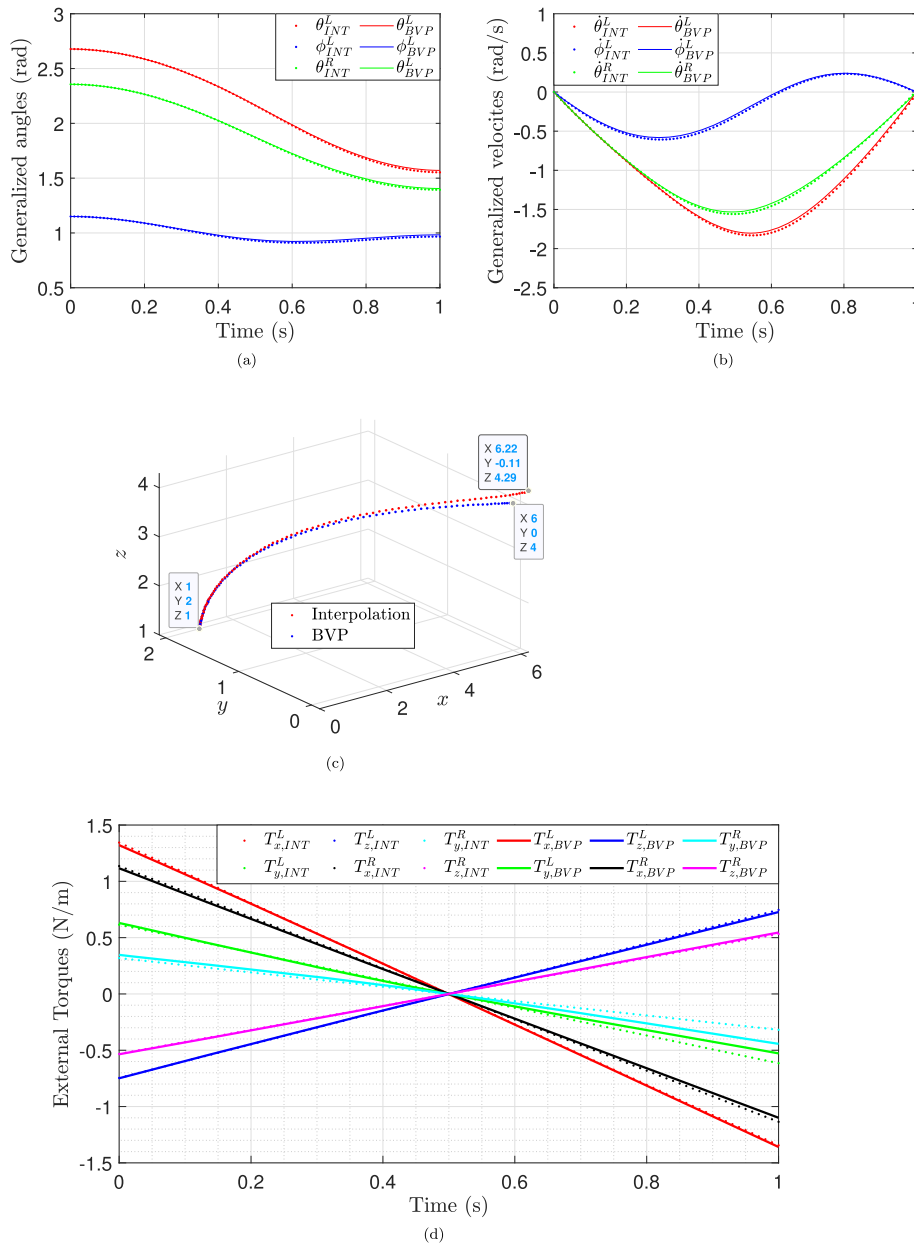 θ^L_INT θ^L_BVP
ϕ^L_INT ϕ^L_BVP
θ^R_INT θ^L_BVP
Generalized angles (rad)
3
2.5
2
1.5
1
0.5
0 0.2 0.4 0.6 0.8 1
Time (s)
(a)
θ̇^L_INT θ̇^L_BVP
ϕ̇^L_INT ϕ̇^L_BVP
θ̇^R_INT θ̇^R_BVP
Generalized velocites (rad/s)
1
0.5
0
-0.5
-1
-1.5
-2
-2.5
0 0.2 0.4 0.6 0.8 1
Time (s)
(b)
X 6.22
Y -0.11
Z 4.29
X 6
Y 0
Z 4
X 1
Y 2
Z 1
Interpolation
BVP
z
4
3
2
1
2
1
0
y
0
2
4
6
x
(c)
T^L_x,INT T^L_z,INT T^R_y,INT T^L_x,BVP T^L_z,BVP T^R_y,BVP
T^L_y,INT T^R_x,INT T^R_z,INT T^L_y,BVP T^R_x,BVP T^R_z,BVP
External Torques (N/m)
1.5
1
0.5
0
-0.5
-1
-1.5
0 0.2 0.4 0.6 0.8 1
Time (s)
(d)